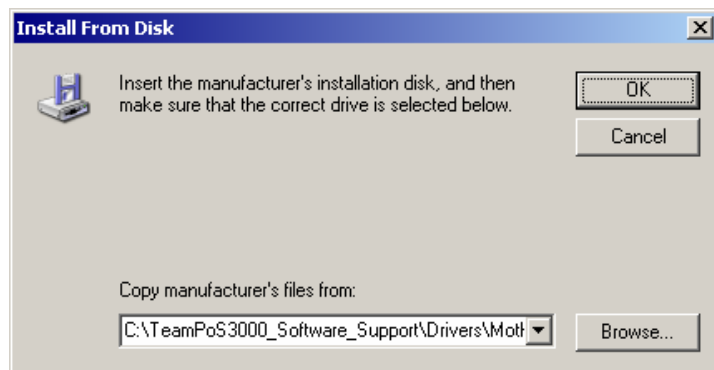 Install From Disk
Insert the manufacturer's installation disk, and then
make sure that the correct drive is selected below.
OK
Cancel
Copy manufacturer's files from:
C:\TeamPoS3000_Software_Support\Drivers\Moth
Browse...